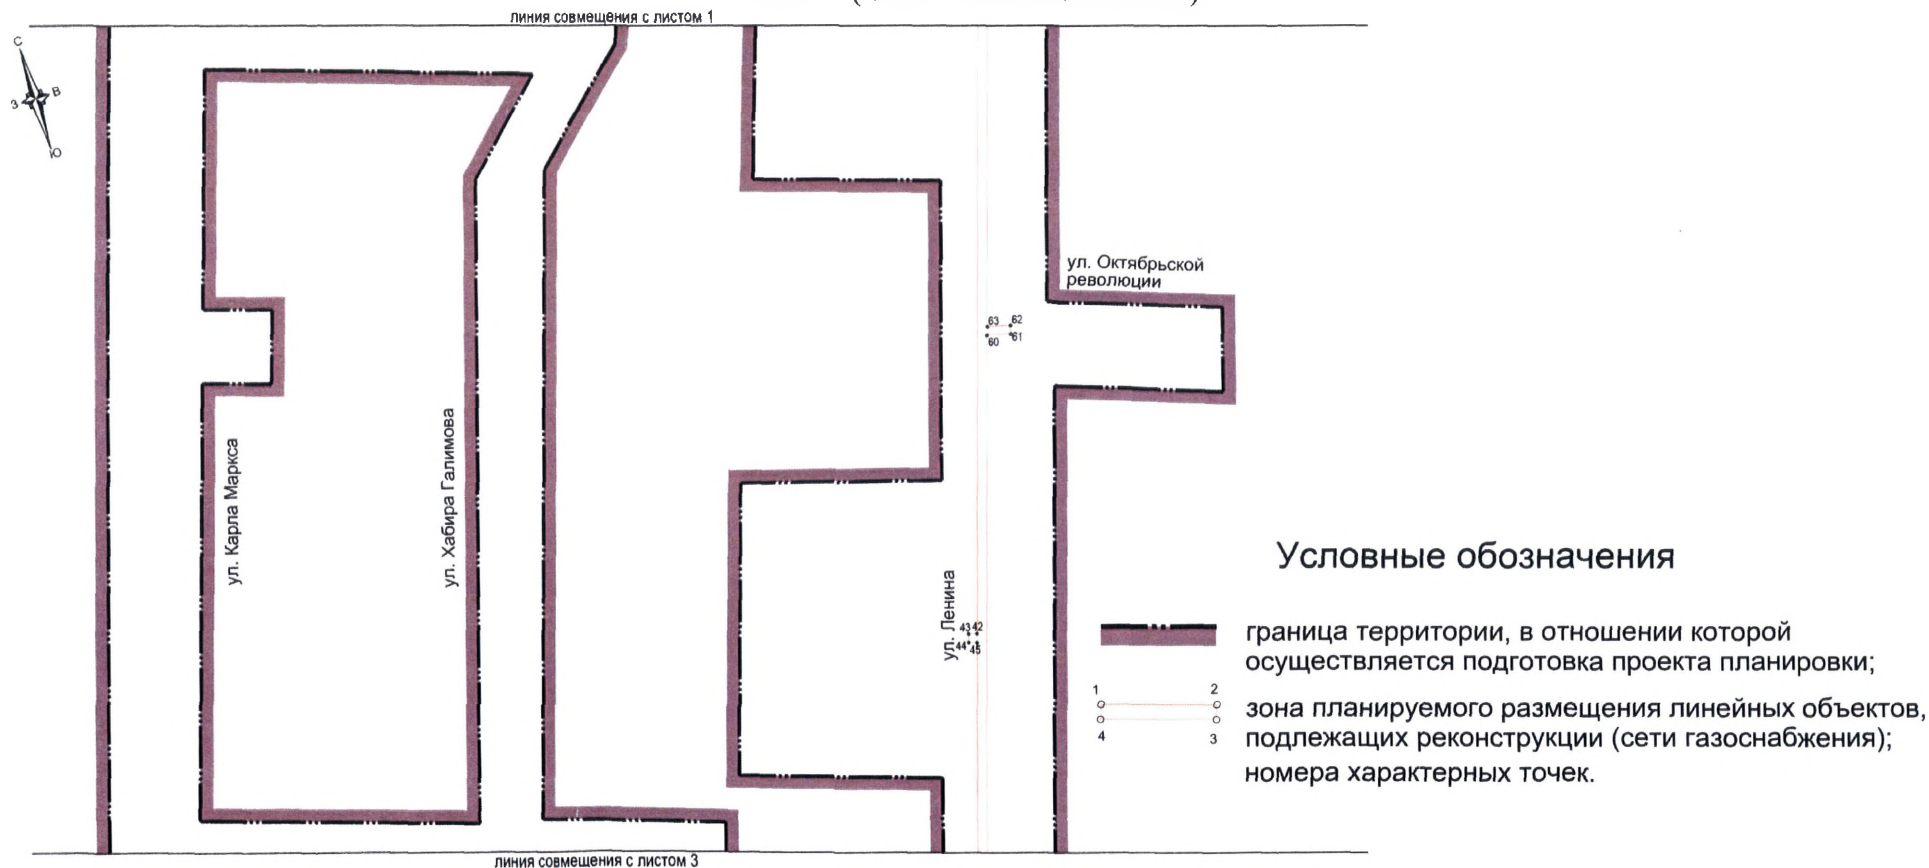 линия совмещения с листом 1
С
В
З
Ю
ул. Октябрьской
революции
63 62
60 61
ул. Карла Маркса
ул. Хабира Галимова
ул. Ленина
43 42
44 45
Условные обозначения
граница территории, в отношении которой
осуществляется подготовка проекта планировки;
1 2
зона планируемого размещения линейных объектов,
4 3
подлежащих реконструкции (сети газоснабжения);
номера характерных точек.
линия совмещения с листом 3